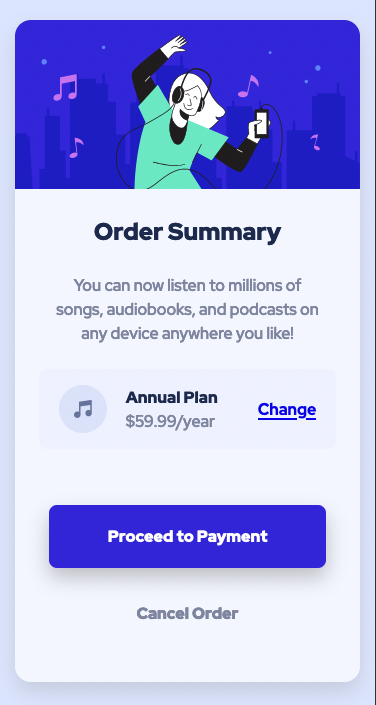 Order Summary
You can now listen to millions of
songs, audiobooks, and podcasts on
any device anywhere you like!
Annual Plan
$59.99/year
Change
Proceed to Payment
Cancel Order